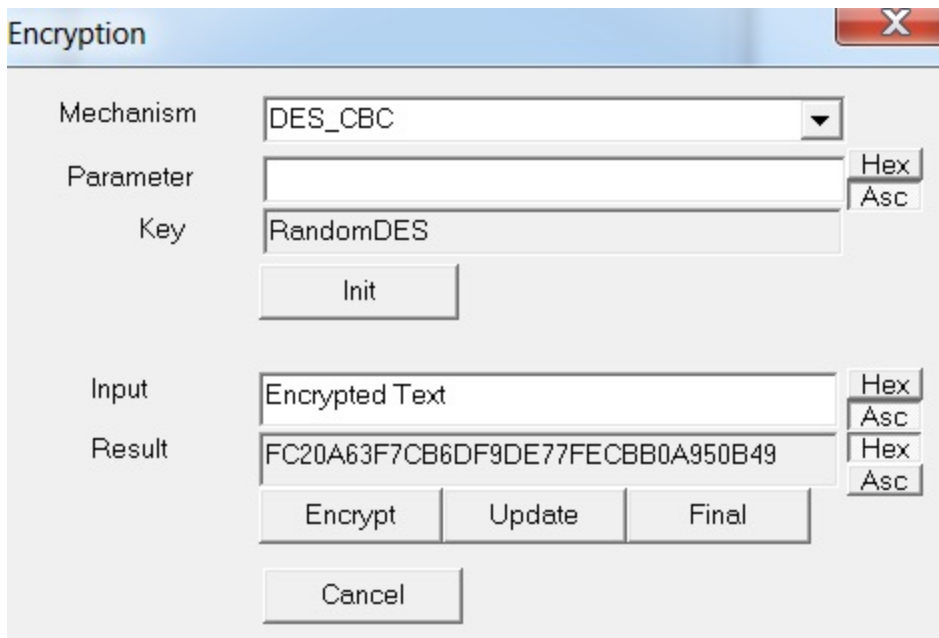 Encryption
X
Mechanism DES_CBC
Hex
Parameter
Asc
Key RandomDES
Init
Input Encrypted Text Hex
Asc
Result FC20A63F7CB6DF9DE77FECBB0A950B49 Hex
Asc
Encrypt Update Final
Cancel